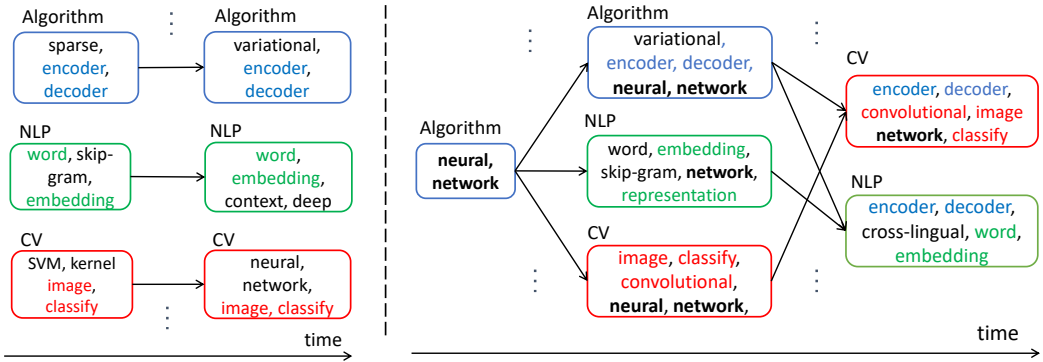 Algorithm
sparse,
encoder,
decoder
Algorithm
variational,
encoder,
decoder
NLP
word, skip-
gram,
embedding
NLP
word,
embedding,
context, deep
CV
SVM, kernel
image,
classify
CV
neural,
network,
image, classify
time
Algorithm
neural,
network
Algorithm
variational,
encoder, decoder,
neural, network
NLP
word, embedding,
skip-gram, network,
representation
CV
image, classify,
convolutional,
neural, network,
CV
encoder, decoder,
convolutional, image
network, classify
NLP
encoder, decoder,
cross-lingual, word,
embedding
time